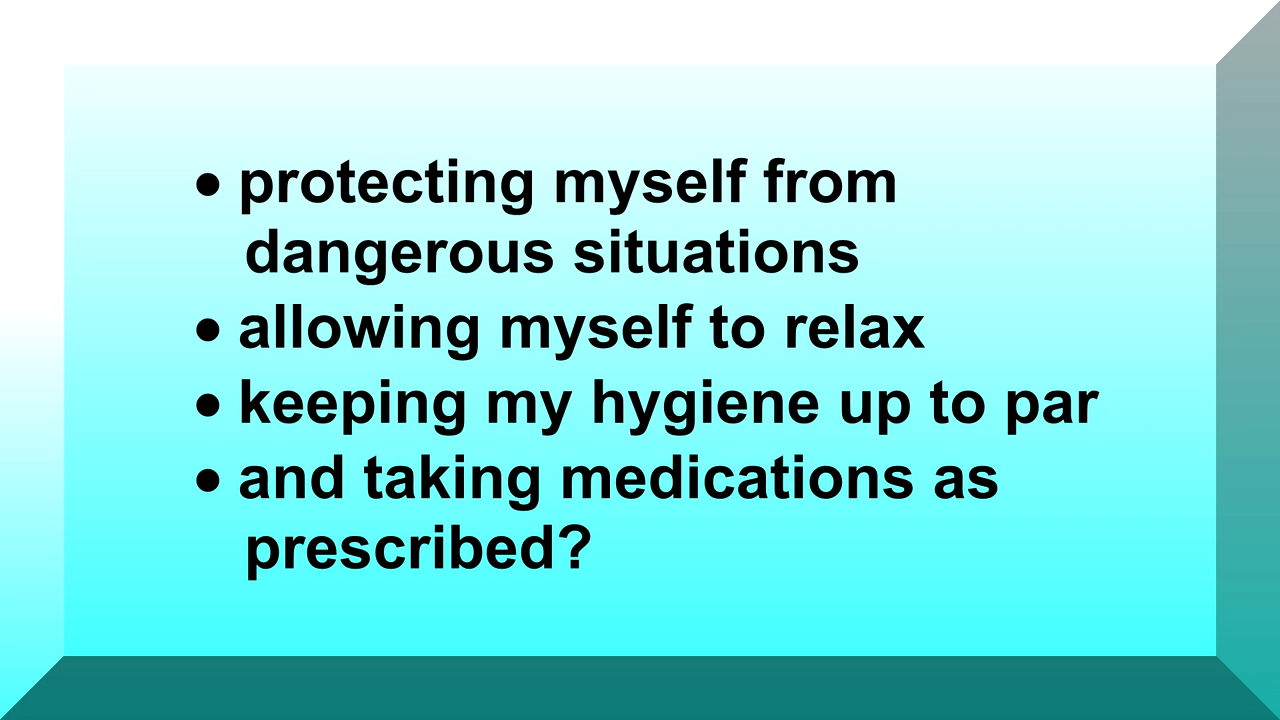 • protecting myself from
dangerous situations
• allowing myself to relax
• keeping my hygiene up to par
• and taking medications as
prescribed?